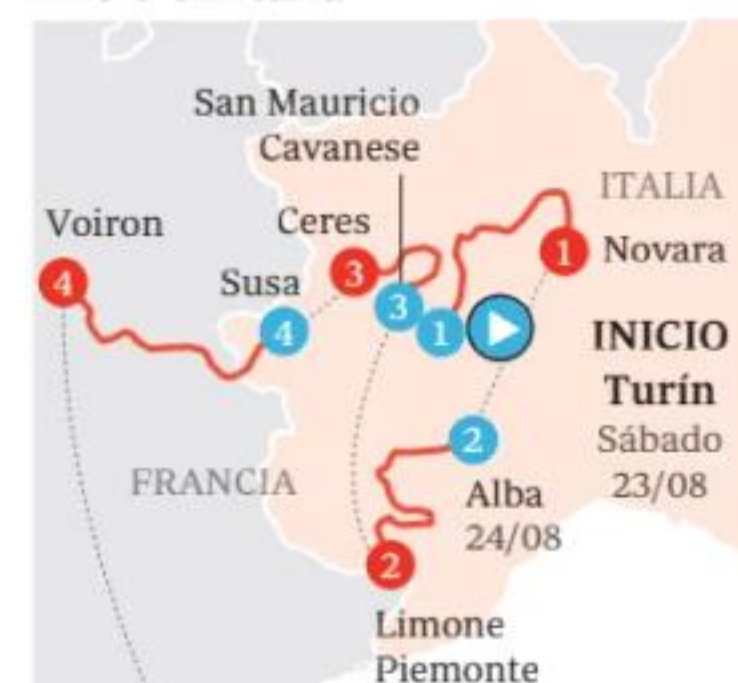 San Mauricio
Cavanese
ITALIA
Voiron
Ceres
1
Novara
4
3
Susa
3
4
1
INICIO
Turín
Sábado
23/08
2
FRANCIA
Alba
24/08
2
Limone
Piemonte